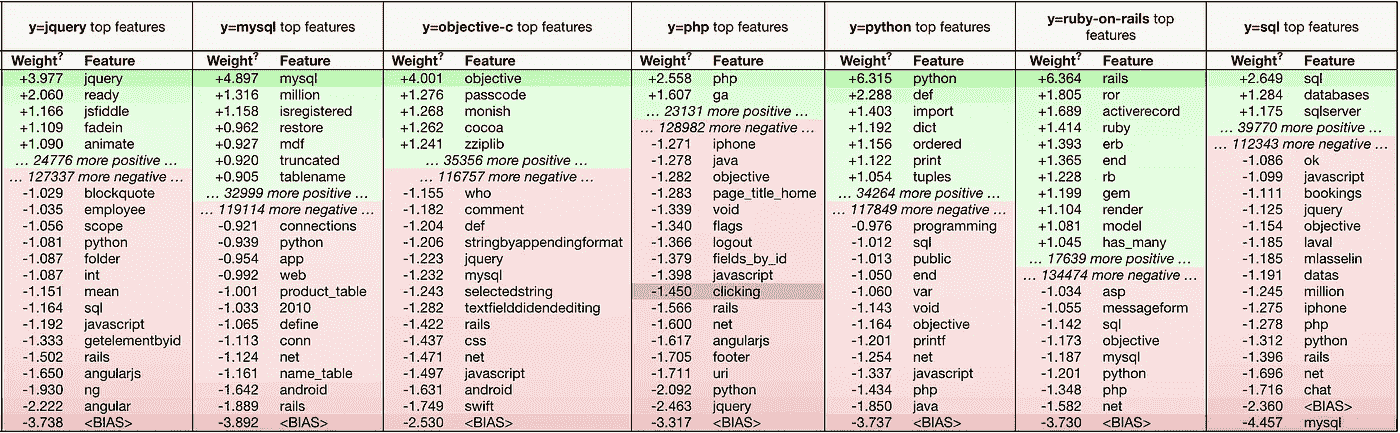 y=jquery top features
Weight? Feature
+3.977 jquery
+2.060 ready
+1.166 jsfiddle
+1.109 fadein
+1.090 animate
… 24776 more positive …
… 127337 more negative …
-1.029 blockquote
-1.035 employee
-1.056 scope
-1.081 python
-1.087 folder
-1.087 int
-1.151 mean
-1.164 sql
-1.192 javascript
-1.333 getelementbyid
-1.502 rails
-1.650 angularjs
-1.930 ng
-2.222 angular
-3.738 <BIAS>
y=mysql top features
Weight? Feature
+4.897 mysql
+1.316 million
+1.158 isregistered
+0.962 restore
+0.927 mdf
+0.920 truncated
+0.905 tablename
… 32999 more positive …
… 119114 more negative …
-0.921 connections
-0.939 python
-0.954 app
-0.992 web
-1.001 product_table
-1.033 2010
-1.065 define
-1.113 conn
-1.124 net
-1.161 name_table
-1.642 android
-1.889 rails
-3.892 <BIAS>
y=objective-c top features
Weight? Feature
+4.001 objective
+1.276 passcode
+1.268 monish
+1.262 cocoa
+1.241 zziplib
… 35356 more positive …
… 116757 more negative …
-1.155 who
-1.182 comment
-1.204 def
-1.206 stringbyappendingformat
-1.223 jquery
-1.232 mysql
-1.243 selectedstring
-1.282 textfielddidendediting
-1.422 rails
-1.437 css
-1.471 net
-1.497 javascript
-1.631 android
-1.749 swift
-2.530 <BIAS>
y=php top features
Weight? Feature
+2.558 php
+1.607 ga
… 23131 more positive …
… 128982 more negative …
-1.271 iphone
-1.278 java
-1.282 objective
-1.283 page_title_home
-1.339 void
-1.340 flags
-1.366 logout
-1.379 fields_by_id
-1.398 javascript
-1.450 clicking
-1.566 rails
-1.600 net
-1.617 angularjs
-1.705 footer
-1.711 uri
-2.092 python
-2.463 jquery
-3.317 <BIAS>
y=python top features
Weight? Feature
+6.315 python
+2.288 def
+1.403 import
+1.192 dict
+1.156 ordered
+1.122 print
+1.054 tuples
… 34264 more positive …
… 117849 more negative …
-0.976 programming
-1.012 sql
-1.013 public
-1.050 end
-1.060 var
-1.143 void
-1.164 objective
-1.201 printf
-1.254 net
-1.337 javascript
-1.434 php
-1.850 java
-3.737 <BIAS>
y=ruby-on-rails top
features
Weight? Feature
+6.364 rails
+1.805 ror
+1.689 activerecord
+1.414 ruby
+1.393 erb
+1.365 end
+1.228 rb
+1.199 gem
+1.104 render
+1.081 model
+1.045 has_many
… 17639 more positive …
… 134474 more negative …
-1.034 asp
-1.055 messageform
-1.142 sql
-1.173 objective
-1.187 mysql
-1.201 python
-1.348 php
-1.582 net
-3.730 <BIAS>
y=sql top features
Weight? Feature
+2.649 sql
+1.284 databases
+1.175 sqlserver
… 39770 more positive …
… 112343 more negative …
-1.086 ok
-1.099 javascript
-1.111 bookings
-1.125 jquery
-1.154 objective
-1.185 laval
-1.185 mlasselin
-1.191 datas
-1.245 million
-1.275 iphone
-1.278 php
-1.312 python
-1.396 rails
-1.696 net
-1.716 chat
-2.360 <BIAS>
-4.457 mysql